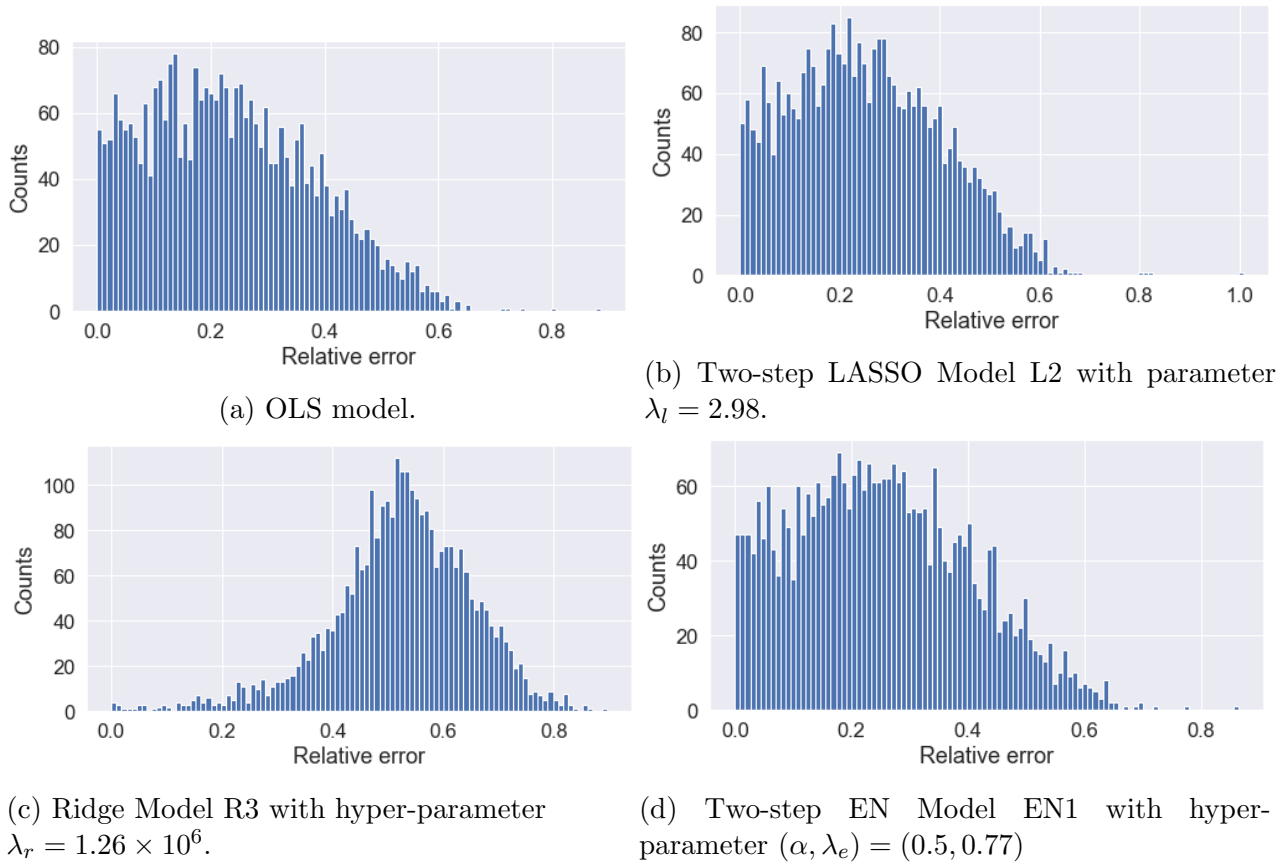 80
60
40
20
0
Counts
0.0 0.2 0.4 0.6 0.8
Relative error
(a) OLS model.
80
60
40
20
0
Counts
0.0 0.2 0.4 0.6 0.8 1.0
Relative error
(b) Two-step LASSO Model L2 with parameter
λ_l = 2.98.
100
80
60
40
20
0
Counts
0.0 0.2 0.4 0.6 0.8
Relative error
(c) Ridge Model R3 with hyper-parameter
λ_r = 1.26 × 10^6.
60
40
20
0
Counts
0.0 0.2 0.4 0.6 0.8
Relative error
(d) Two-step EN Model EN1 with hyper-
parameter (α, λ_e) = (0.5, 0.77)